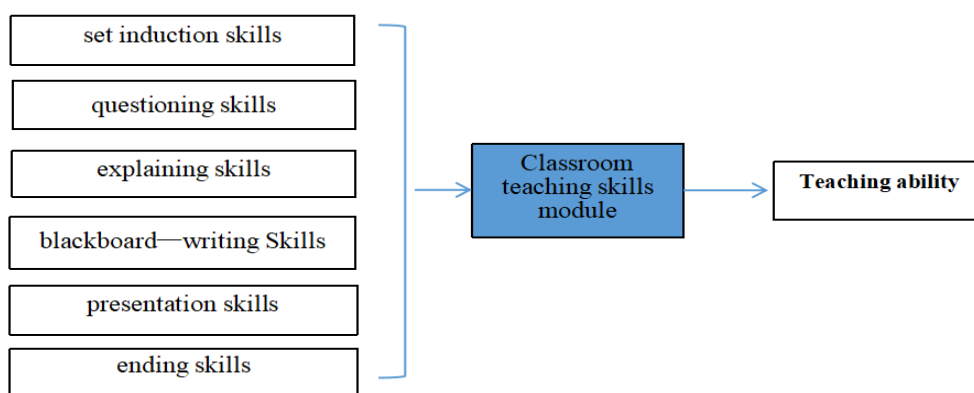 set induction skills
questioning skills
explaining skills
blackboard—writing Skills
presentation skills
ending skills
Classroom
teaching skills
module
Teaching ability